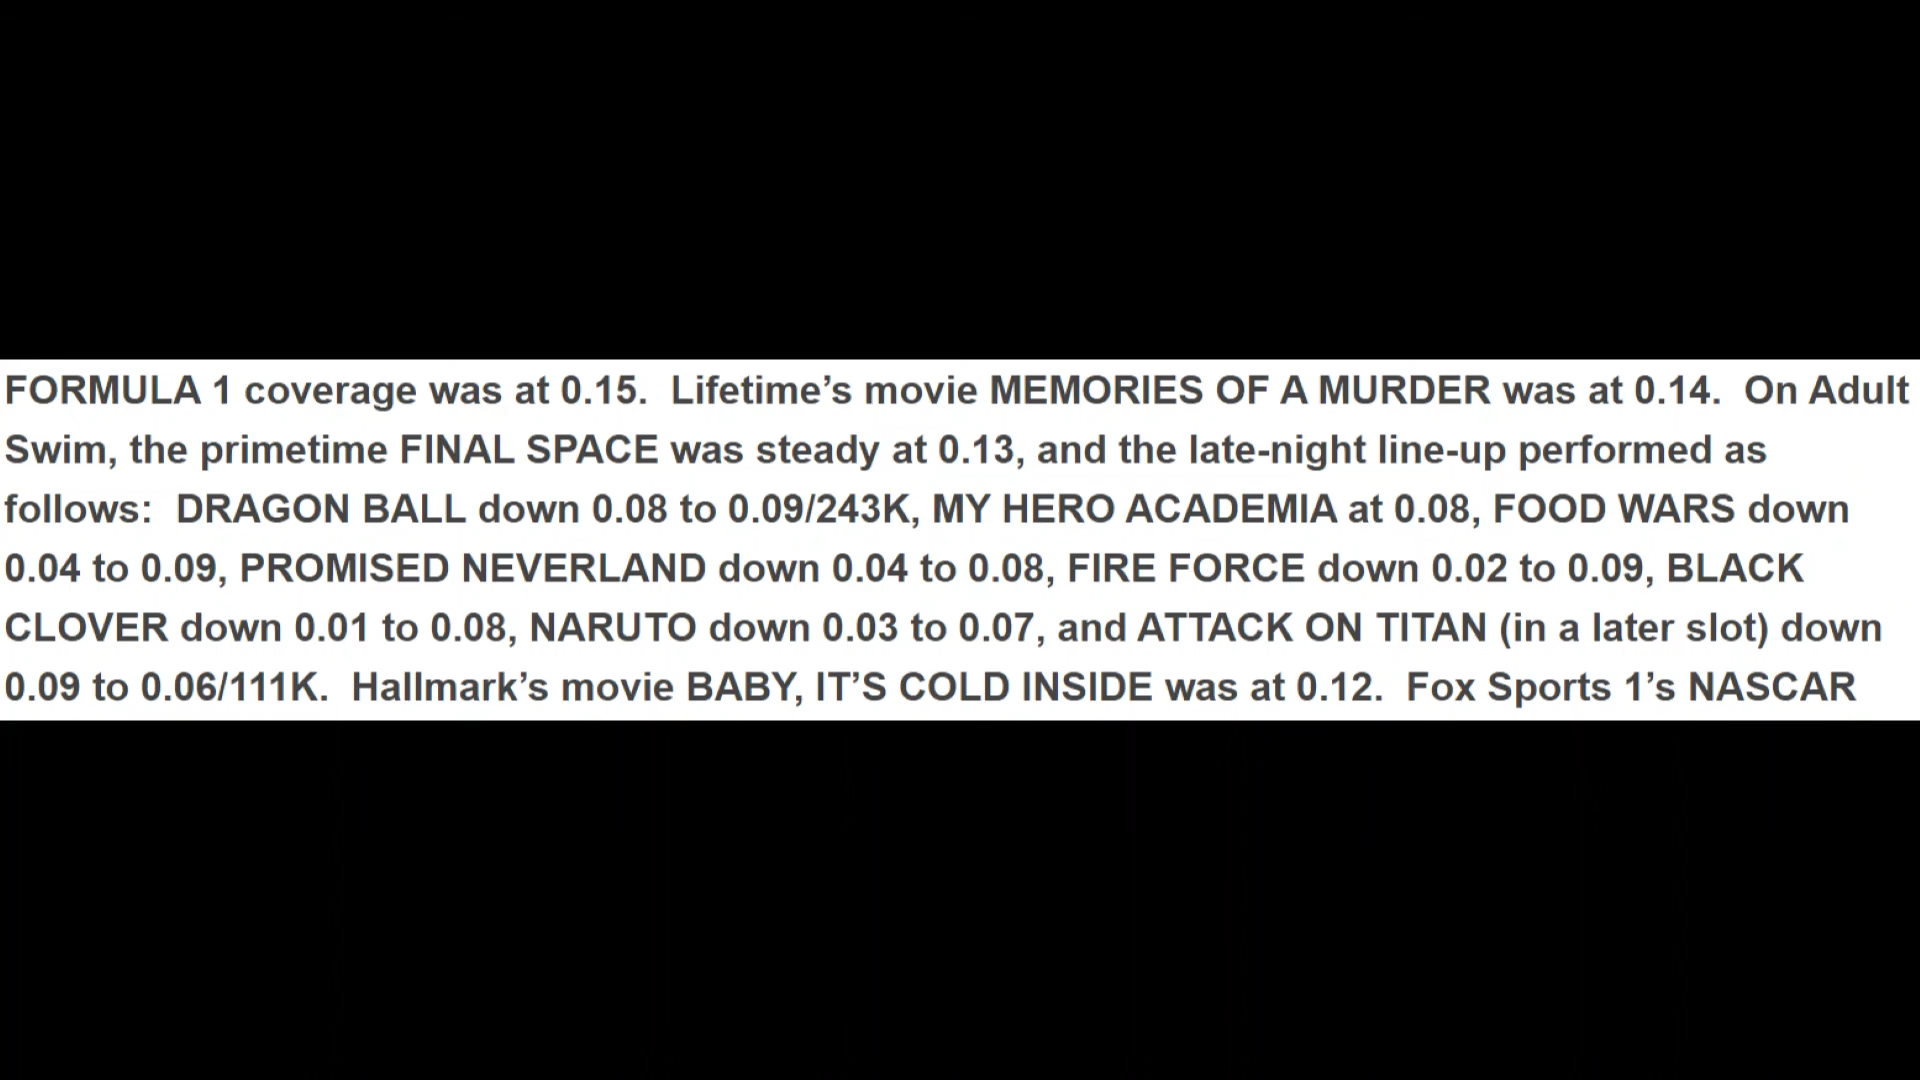 FORMULA 1 coverage was at 0.15.  Lifetime’s movie MEMORIES OF A MURDER was at 0.14.  On Adult
Swim, the primetime FINAL SPACE was steady at 0.13, and the late-night line-up performed as
follows:  DRAGON BALL down 0.08 to 0.09/243K, MY HERO ACADEMIA at 0.08, FOOD WARS down
0.04 to 0.09, PROMISED NEVERLAND down 0.04 to 0.08, FIRE FORCE down 0.02 to 0.09, BLACK
CLOVER down 0.01 to 0.08, NARUTO down 0.03 to 0.07, and ATTACK ON TITAN (in a later slot) down
0.09 to 0.06/111K.  Hallmark’s movie BABY, IT’S COLD INSIDE was at 0.12.  Fox Sports 1’s NASCAR